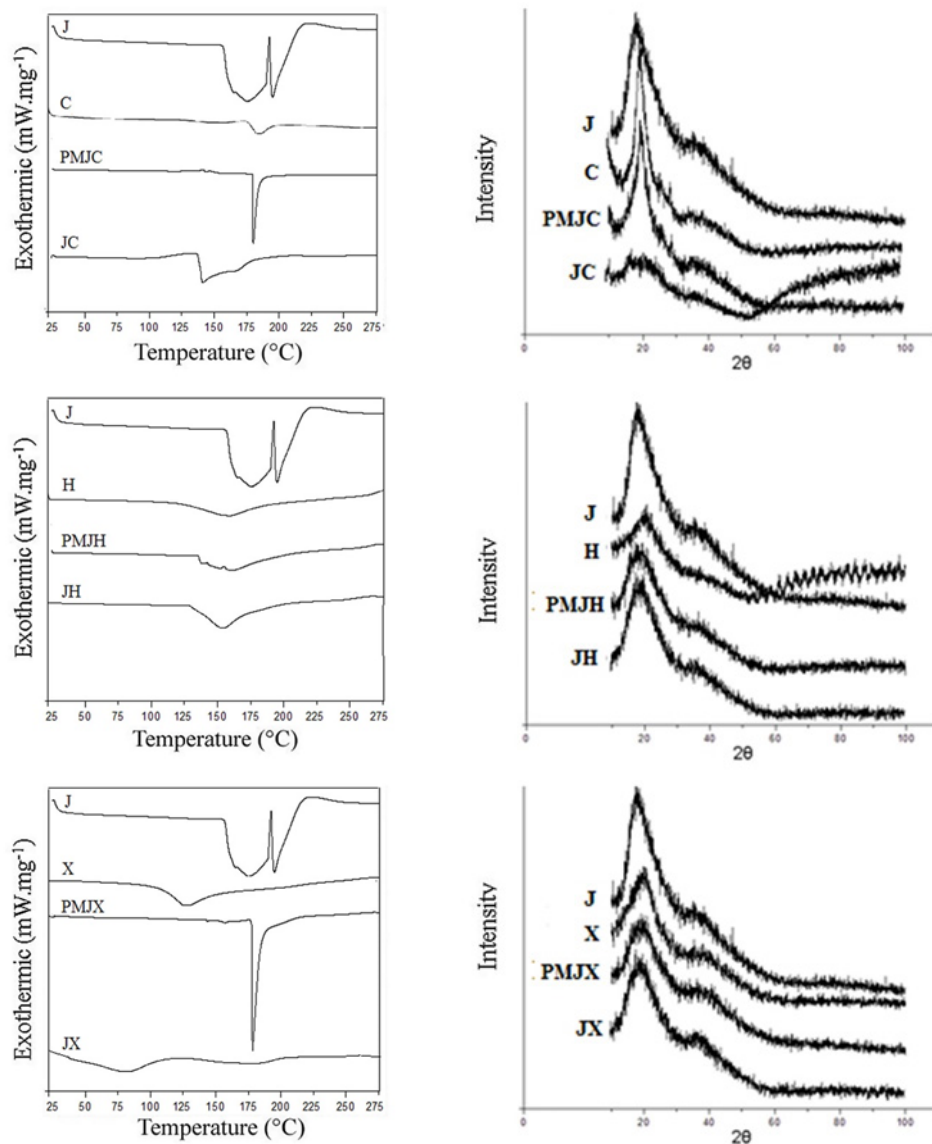 Exothermic (mW.mg⁻¹)
J
C
PMJC
JC
25 50 75 100 125 150 175 200 225 250 275
Temperature (°C)
Intensity
J
C
PMJC
JC
0 20 40 60 80 100
2θ
Exothermic (mW.mg⁻¹)
J
H
PMJH
JH
25 50 75 100 125 150 175 200 225 250 275
Temperature (°C)
Intensity
J
H
PMJH
JH
0 20 40 60 80 100
2θ
Exothermic (mW.mg⁻¹)
J
X
PMJX
JX
25 50 75 100 125 150 175 200 225 250 275
Temperature (°C)
Intensity
J
X
PMJX
JX
0 20 40 60 80 100
2θ